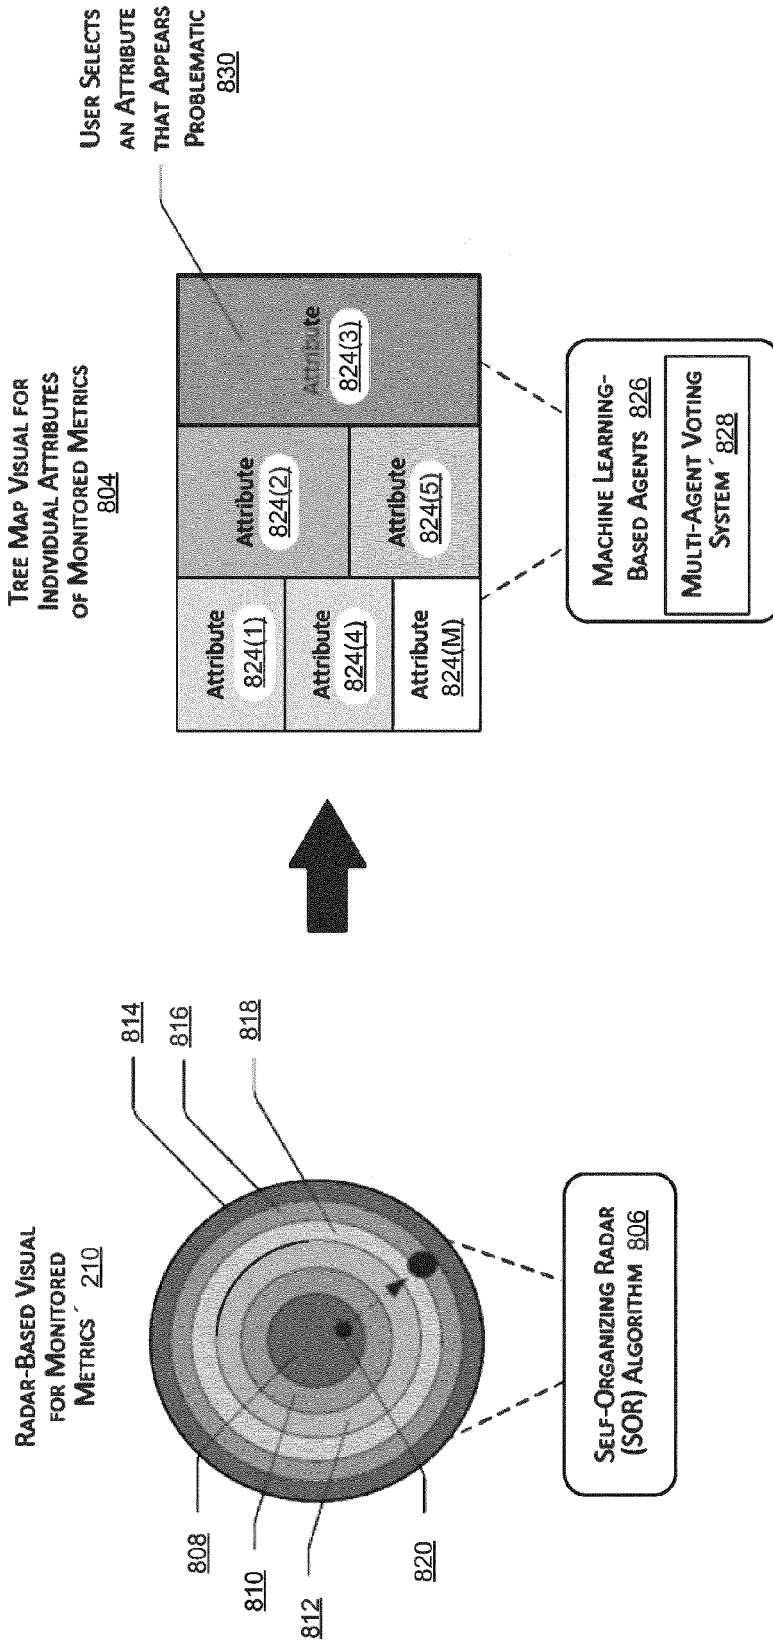 RADAR-BASED VISUAL
FOR MONITORED
METRICS 210
808
810
812
814
816
818
820
SELF-ORGANIZING RADAR
(SOR) ALGORITHM 806
TREE MAP VISUAL FOR
INDIVIDUAL ATTRIBUTES
OF MONITORED METRICS
804
Attribute
824(1)
Attribute
824(2)
Attribute
824(3)
Attribute
824(4)
Attribute
824(5)
Attribute
824(M)
USER SELECTS
AN ATTRIBUTE
THAT APPEARS
PROBLEMATIC
830
MACHINE LEARNING-
BASED AGENTS 826
MULTI-AGENT VOTING
SYSTEM 828